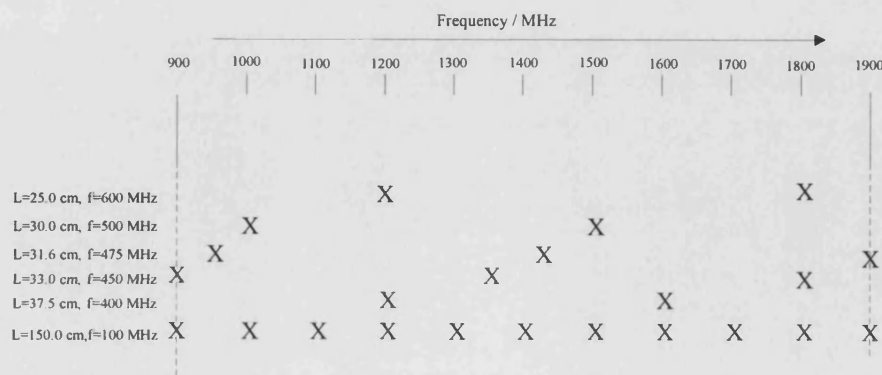 Frequency / MHz
900 1000 1100 1200 1300 1400 1500 1600 1700 1800 1900
L=25.0 cm, f=600 MHz X X
L=30.0 cm, f=500 MHz X X
L=31.6 cm, f=475 MHz X X X
L=33.0 cm, f=450 MHz X X X
L=37.5 cm, f=400 MHz X X
L=150.0 cm,f=100 MHz X X X X X X X X X X X